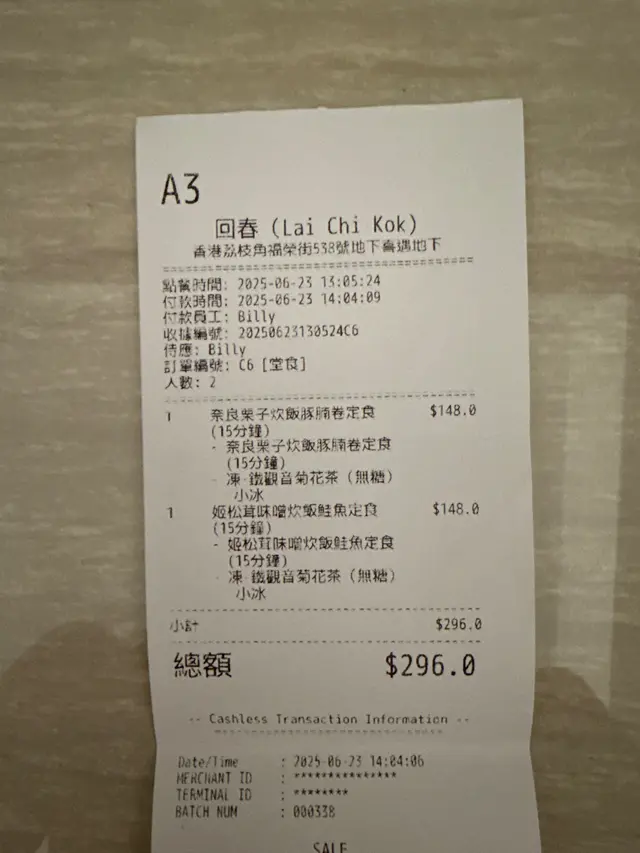 A3
回春 (Lai Chi Kok)
香港荔枝角福榮街538號地下喜遇地下
點餐時間: 2025-06-23 13:05:24
付款時間: 2025-06-23 14:04:09
付款員工: Billy
收據編號: 20250623130524C6
侍應: Billy
訂單編號: C6 [堂食]
人數: 2
1 奈良栗子炊飯豚腩卷定食 $148.0
(15分鐘)
- 奈良栗子炊飯豚腩卷定食
(15分鐘)
- 凍·鐵觀音菊花茶 (無糖)
小冰
1 姬松茸味噌炊飯鮭魚定食 $148.0
(15分鐘)
- 姬松茸味噌炊飯鮭魚定食
(15分鐘)
- 凍·鐵觀音菊花茶 (無糖)
小冰
小計 $296.0
總額 $296.0
-- Cashless Transaction Information --
Date/Time : 2025-06-23 14:04:06
MERCHANT ID : ***************
TERMINAL ID : ********
BATCH NUM : 000338
SALE